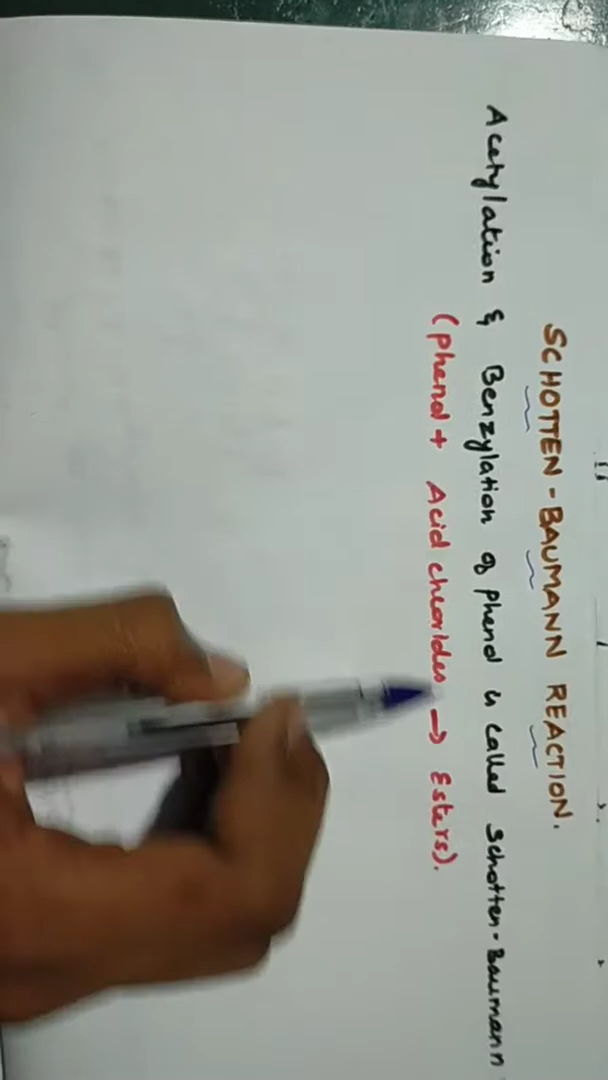 SCHOTTEN-BAUMANN REACTION.
Acetylation & Benzylation of phenol is called Schotten-Baumann
(Phenol + Acid chlorides → Esters).